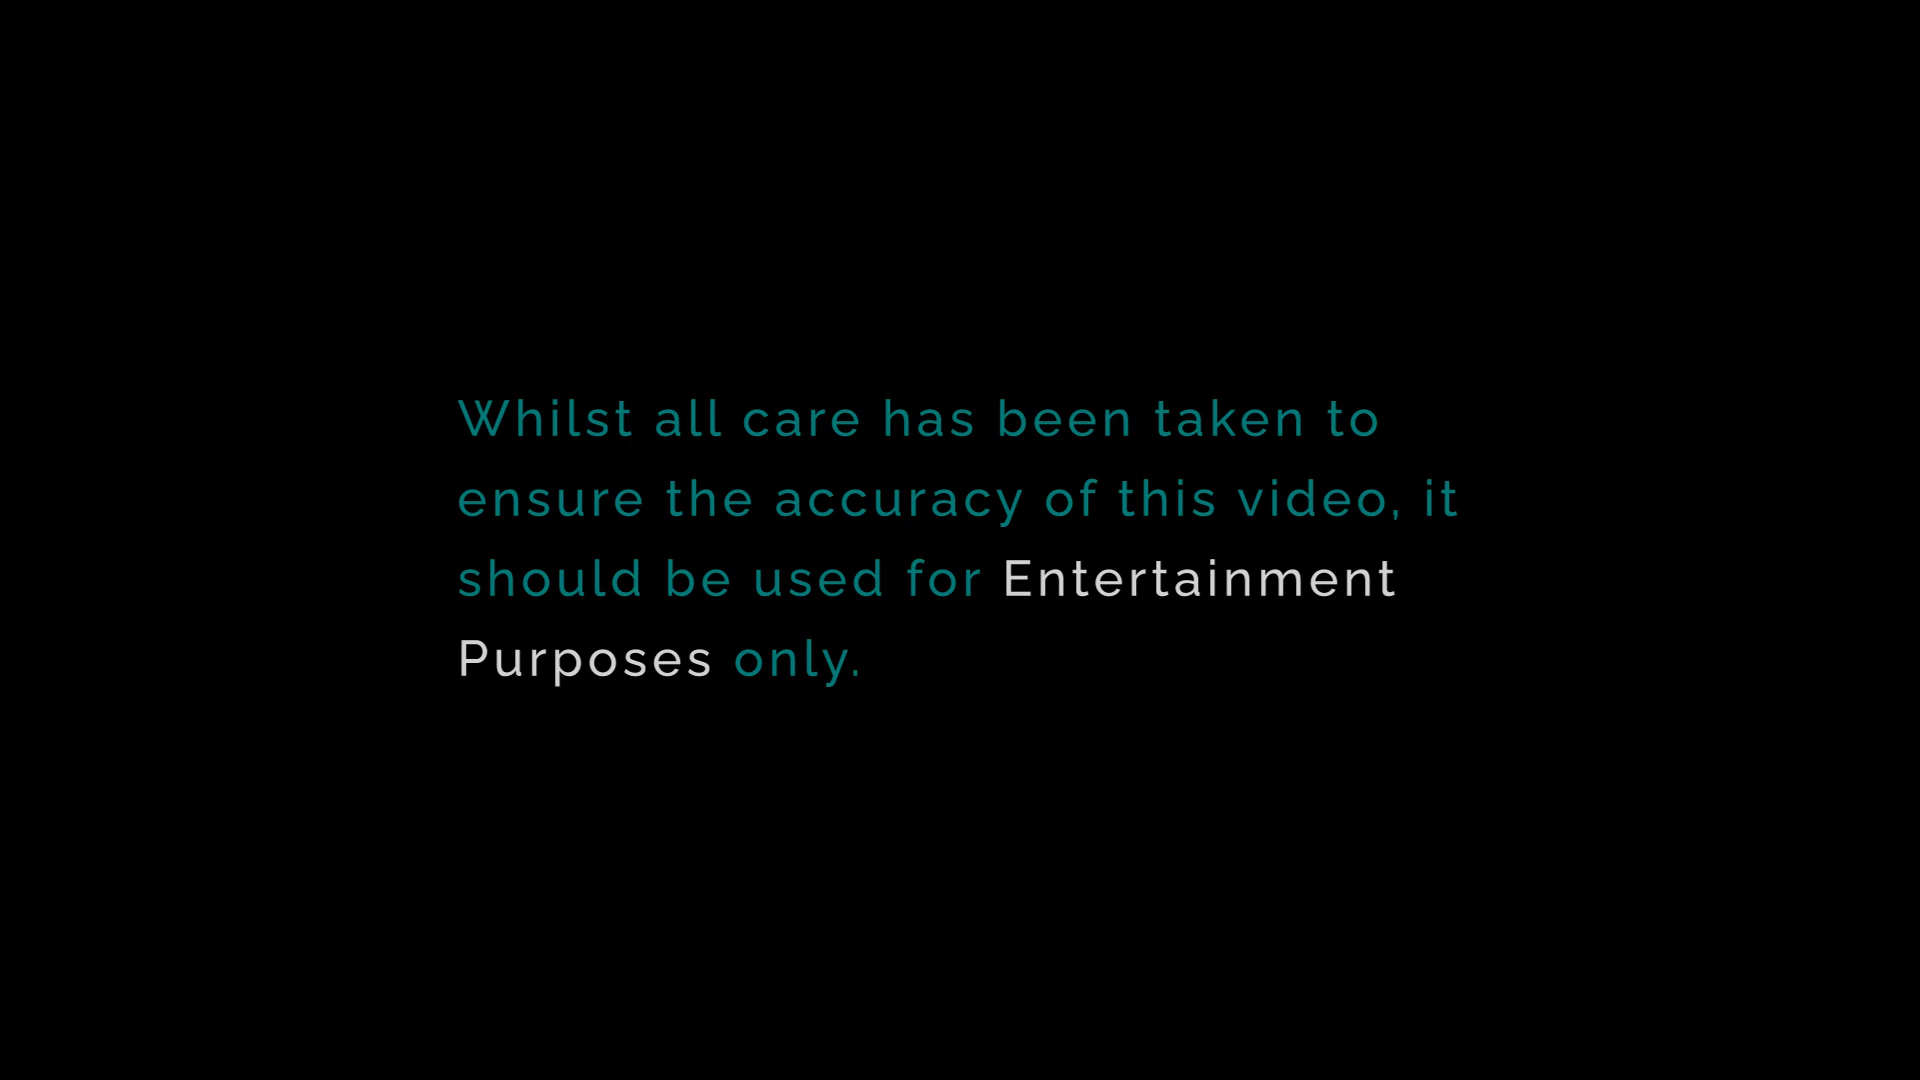 Whilst all care has been taken to
ensure the accuracy of this video, it
should be used for Entertainment
Purposes only.